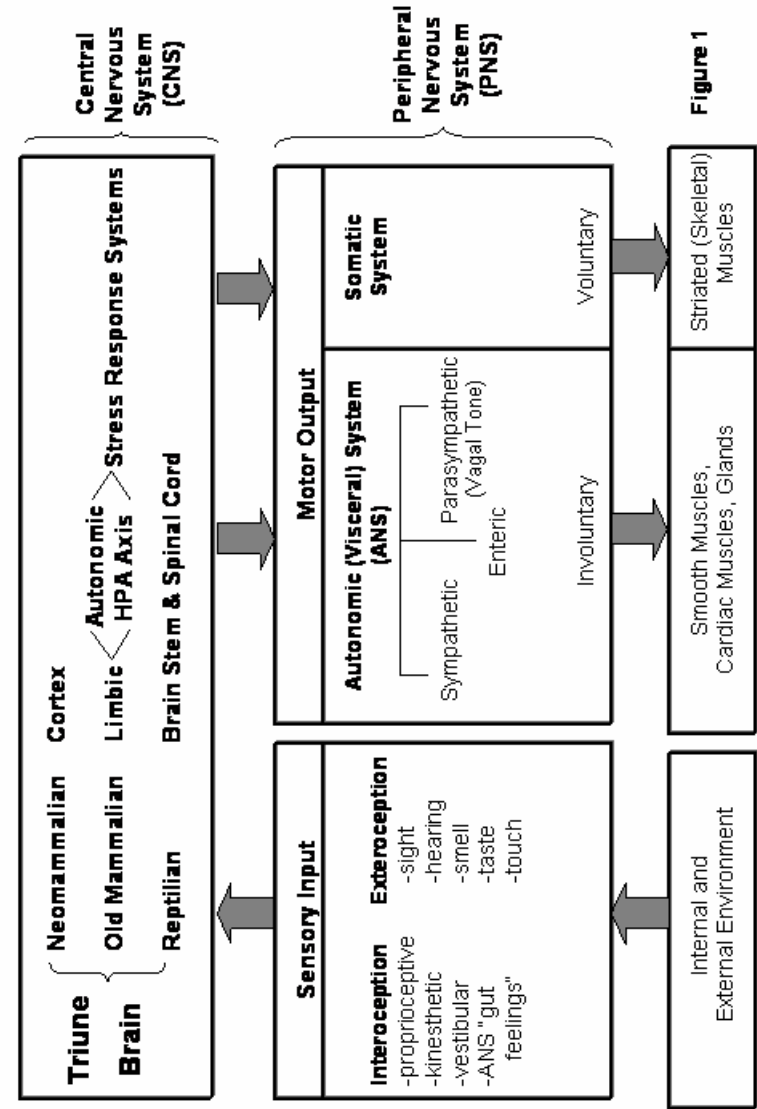 Triune
Brain
Neomammalian Cortex
Old Mammalian Limbic
Autonomic
HPA Axis
Stress Response Systems
Reptilian Brain Stem & Spinal Cord
Central
Nervous
System
(CNS)
Sensory Input
Interoception
-proprioceptive
-kinesthetic
-vestibular
-ANS "gut
feelings"
Exteroception
-sight
-hearing
-smell
-taste
-touch
Motor Output
Autonomic (Visceral) System
(ANS)
Sympathetic
Parasympathetic
(Vagal Tone)
Enteric
Involuntary
Somatic
System
Voluntary
Peripheral
Nervous
System
(PNS)
Internal and
External Environment
Smooth Muscles,
Cardiac Muscles, Glands
Striated (Skeletal)
Muscles
Figure 1